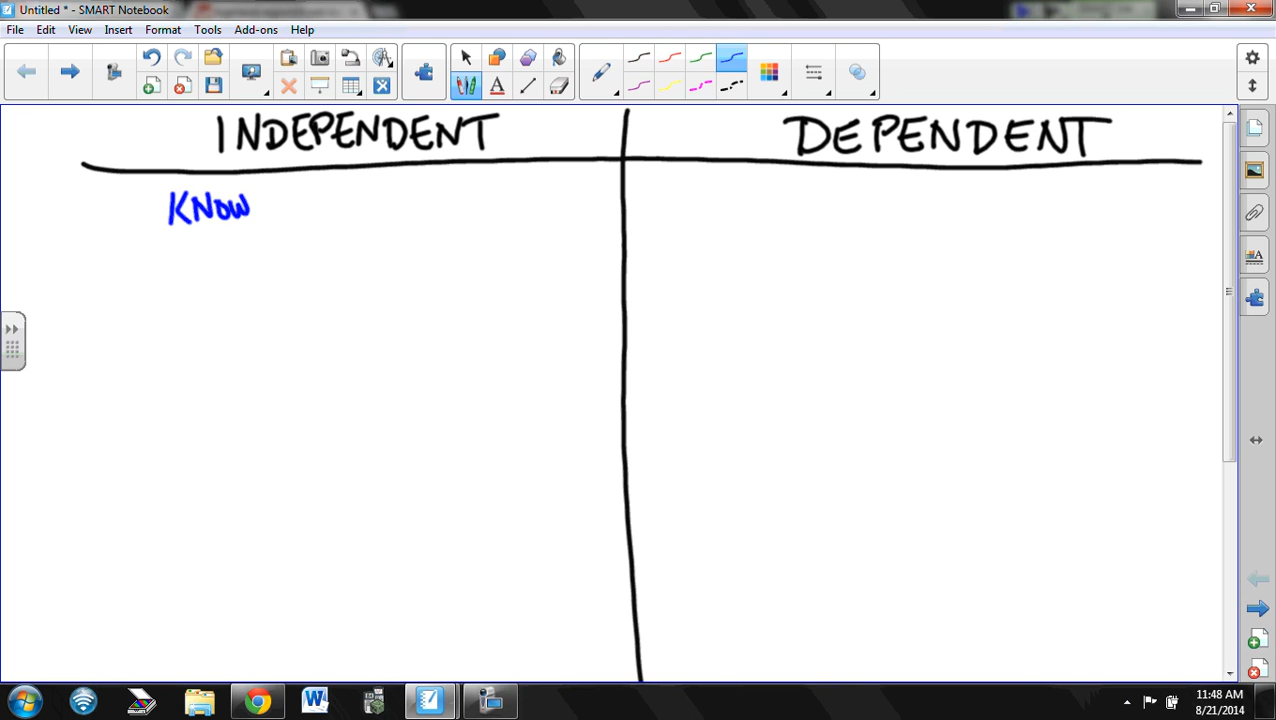 Untitled * - SMART Notebook
File Edit View Insert Format Tools Add-ons Help
INDEPENDENT DEPENDENT
KNOW
11:48 AM
8/21/2014